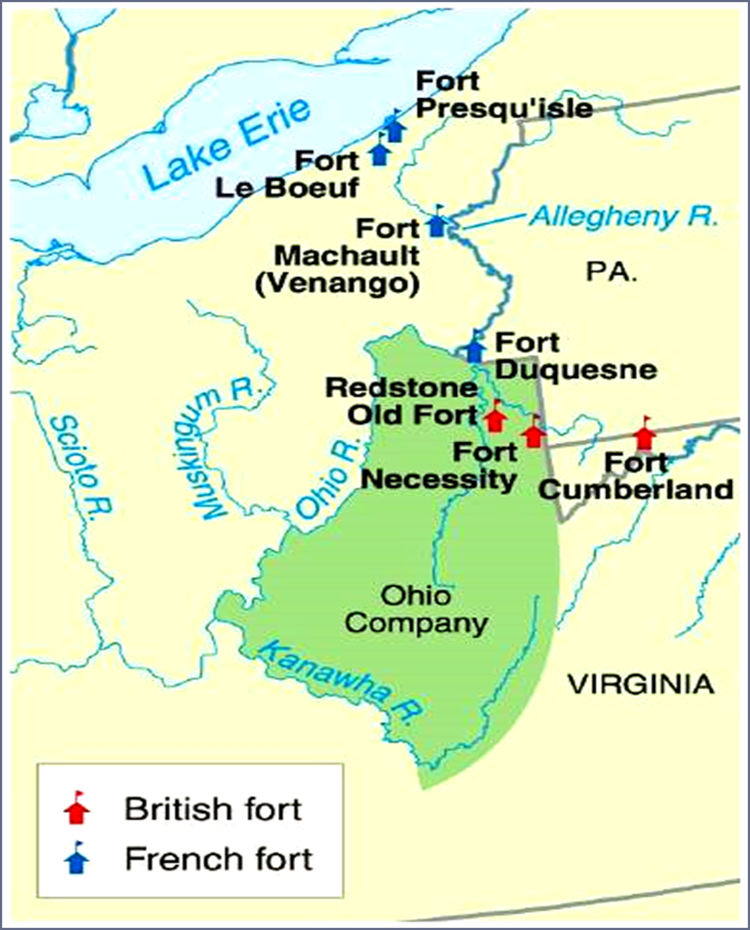 Fort
Presqu'isle
Lake Erie
Fort
Le Boeuf
Allegheny R.
Fort
Machault
(Venango)
PA.
Fort
Duquesne
Redstone
Old Fort
Muskingum R.
Scioto R.
Ohio R.
Fort
Necessity
Fort
Cumberland
Ohio
Company
Kanawha R.
VIRGINIA
British fort
French fort